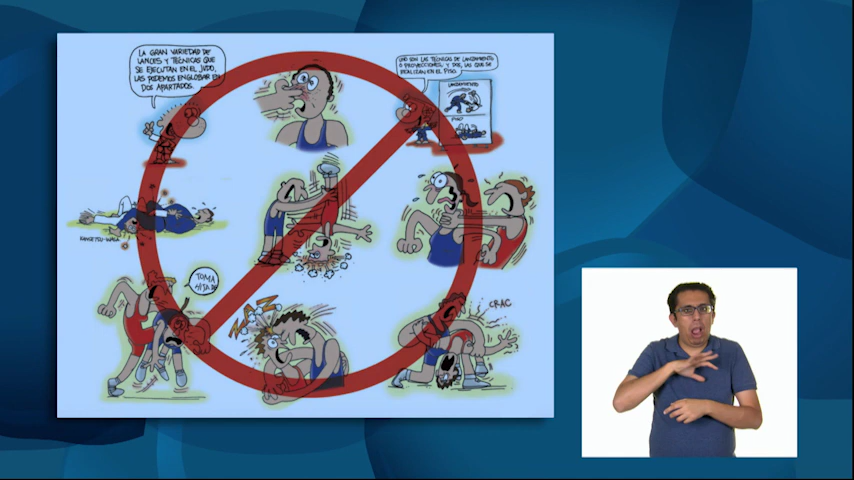 LA GRAN VARIEDAD DE
LANCES Y TÉCNICAS QUE
SE EJECUTAN EN EL JUDO,
LAS PODEMOS ENGLOBAR EN
DOS APARTADOS.
UNO SON LAS TÉCNICAS DE LANZAMIENTO
O PROYECCIONES, Y DOS, LAS QUE SE
REALIZAN EN EL PISO.
LANZAMIENTO
PISO
TOMA
ZAZ
CRAC